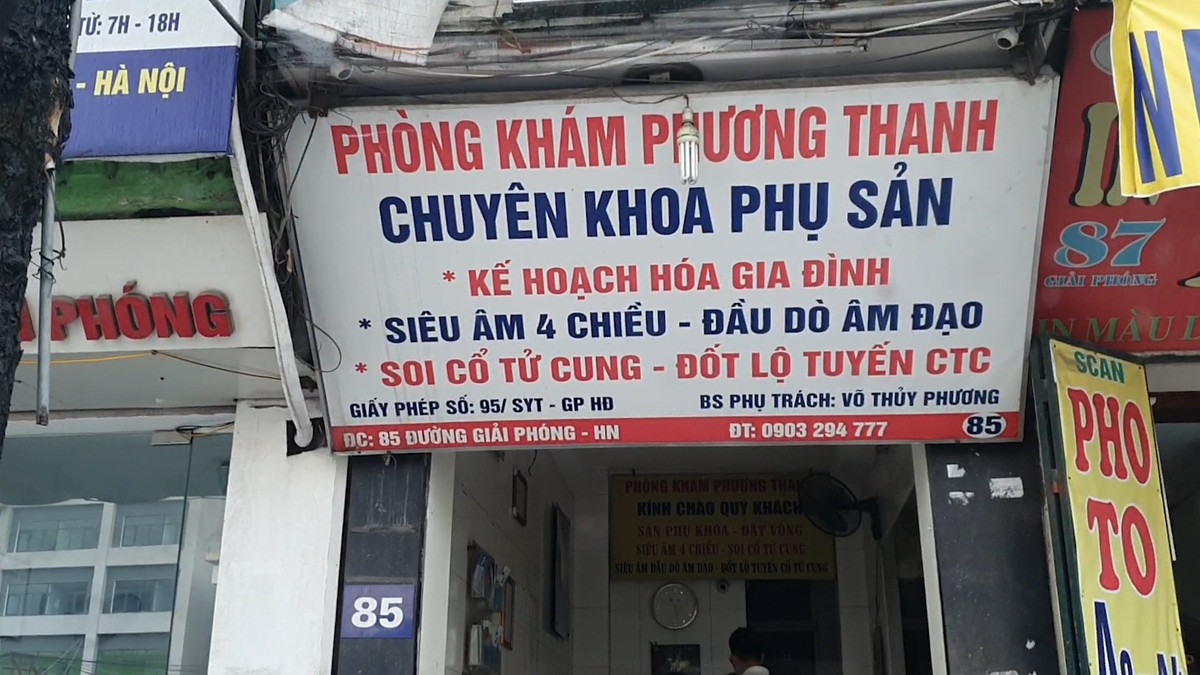 TỪ: 7H - 18H
- HÀ NỘI
PHÓNG
PHÒNG KHÁM PHƯƠNG THANH
CHUYÊN KHOA PHỤ SẢN
* KẾ HOẠCH HÓA GIA ĐÌNH
* SIÊU ÂM 4 CHIỀU - ĐẦU DÒ ÂM ĐẠO
* SOI CỔ TỬ CUNG - ĐỐT LỘ TUYẾN CTC
GIẤY PHÉP SỐ: 95/ SYT - GP HĐ
BS PHỤ TRÁCH: VÕ THỦY PHƯƠNG
ĐC: 85 ĐƯỜNG GIẢI PHÓNG - HN
ĐT: 0903 294 777
85
85
PHÒNG KHÁM PHƯƠNG THANH
KÍNH CHÀO QUÝ KHÁCH
SẢN PHỤ KHOA - ĐẶT VÒNG
SIÊU ÂM 4 CHIỀU - SOI CỔ TỬ CUNG
SIÊU ÂM ĐẦU DÒ ÂM ĐẠO - ĐỐT LỘ TUYẾN CỔ TỬ CUNG
87
GIẢI PHÓNG
IN MẦU
SCAN
PHO
TO